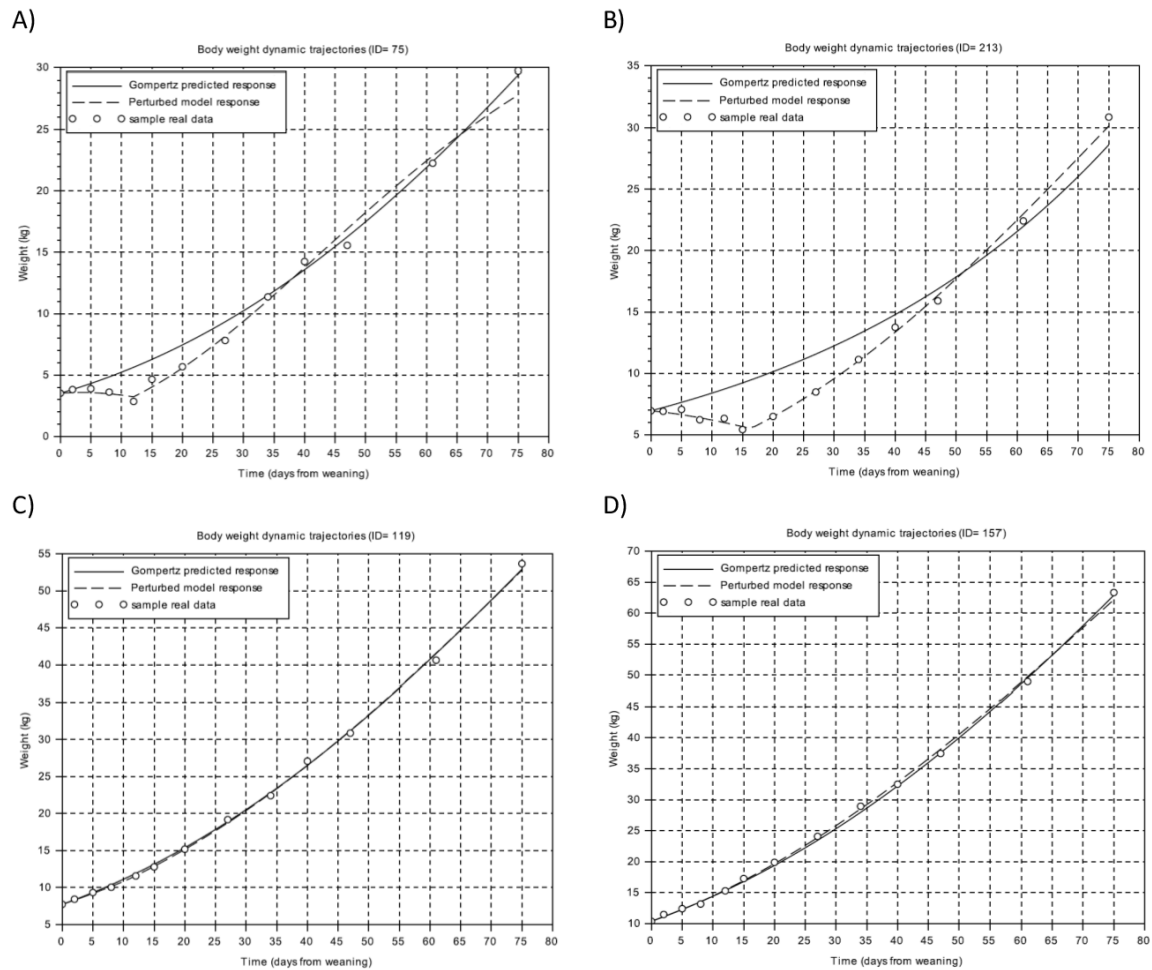 A)
Body weight dynamic trajectories (ID= 75)
Gompertz predicted response
Perturbed model response
sample real data
Weight (kg)
30
25
20
15
10
5
0
0 5 10 15 20 25 30 35 40 45 50 55 60 65 70 75 80
Time (days from weaning)
B)
Body weight dynamic trajectories (ID= 213)
Gompertz predicted response
Perturbed model response
sample real data
Weight (kg)
35
30
25
20
15
10
5
0 5 10 15 20 25 30 35 40 45 50 55 60 65 70 75 80
Time (days from weaning)
C)
Body weight dynamic trajectories (ID= 119)
Gompertz predicted response
Perturbed model response
sample real data
Weight (kg)
55
50
45
40
35
30
25
20
15
10
5
0 5 10 15 20 25 30 35 40 45 50 55 60 65 70 75 80
Time (days from weaning)
D)
Body weight dynamic trajectories (ID= 157)
Gompertz predicted response
Perturbed model response
sample real data
Weight (kg)
70
65
60
55
50
45
40
35
30
25
20
15
10
0 5 10 15 20 25 30 35 40 45 50 55 60 65 70 75 80
Time (days from weaning)